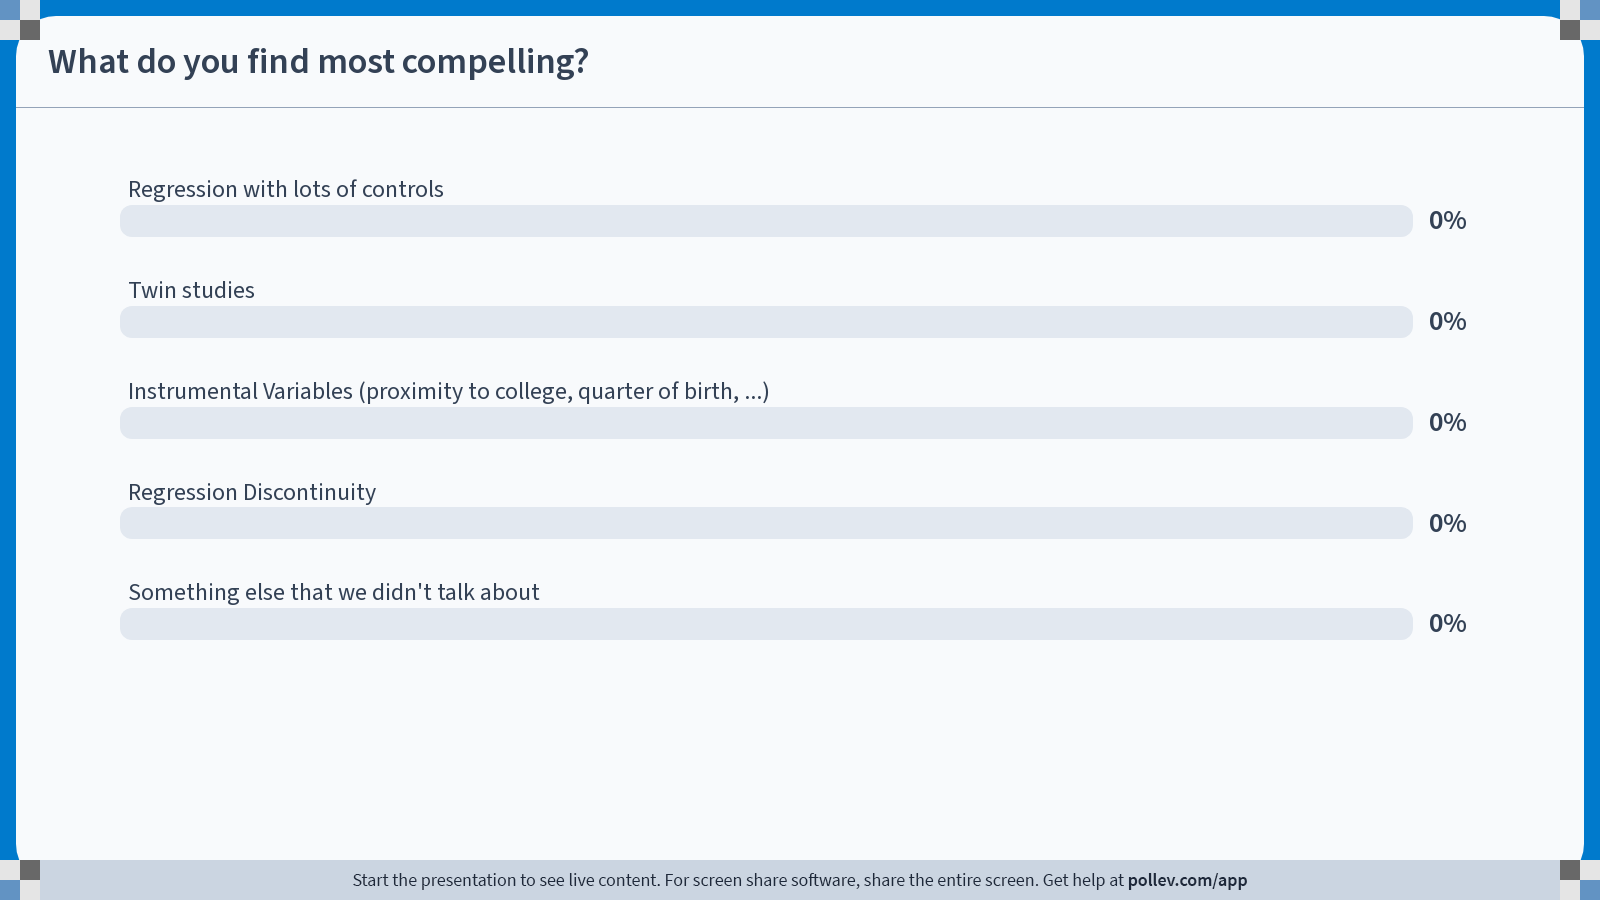 What do you find most compelling?
Regression with lots of controls
0%
Twin studies
0%
Instrumental Variables (proximity to college, quarter of birth, ...)
0%
Regression Discontinuity
0%
Something else that we didn't talk about
0%
Start the presentation to see live content. For screen share software, share the entire screen. Get help at pollev.com/app